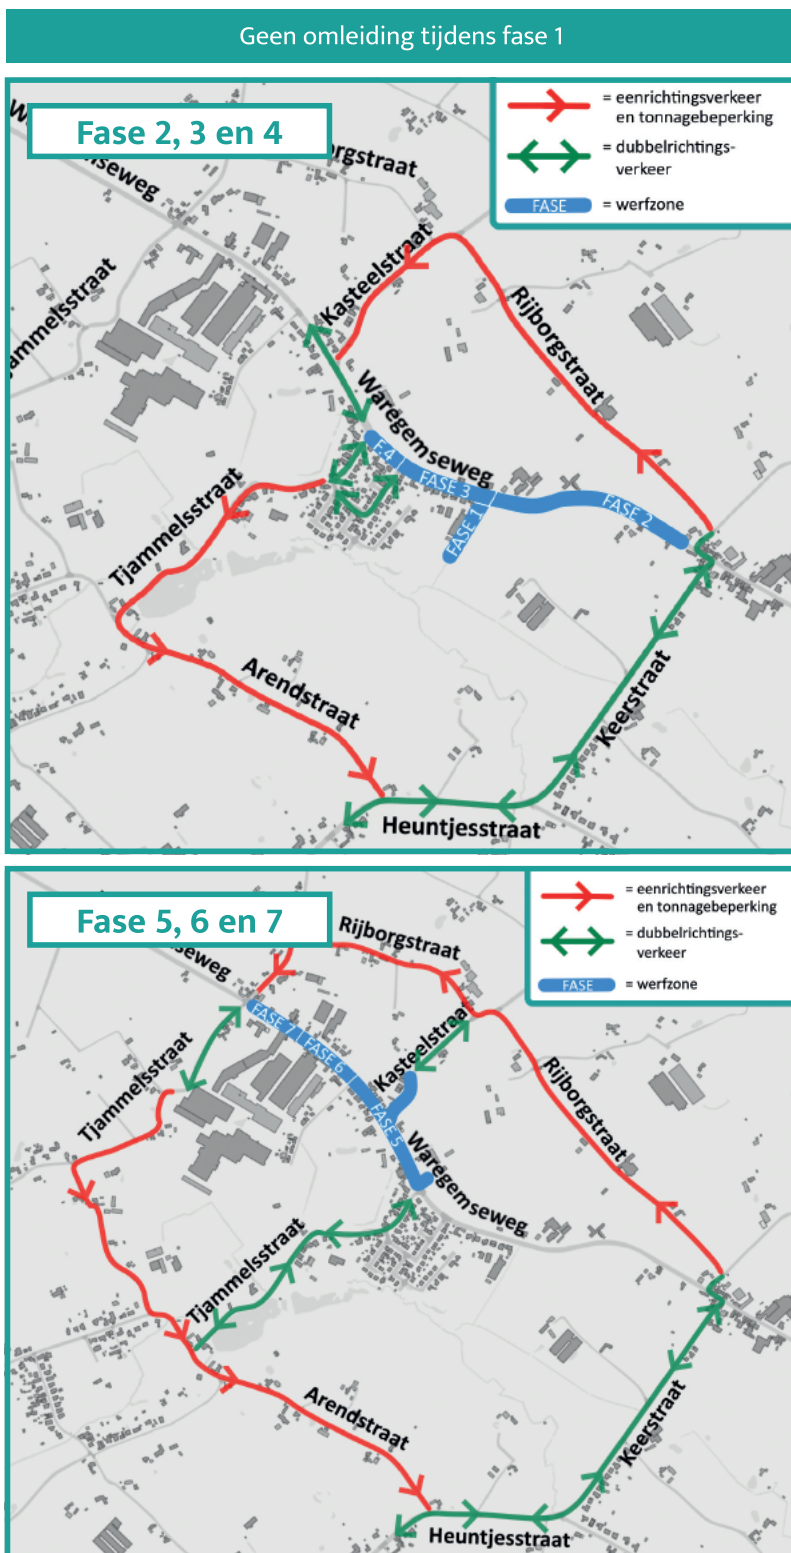 Geen omleiding tijdens fase 1
Fase 2, 3 en 4
= eenrichtingsverkeer
en tonnagebeperking
= dubbelrichtings-
verkeer
FASE = werfzone
Kasteelstraat
Rijborgstraat
Waregemseweg
F.4
FASE 3
FASE 2
FASE 1
Tjammelsstraat
Arendstraat
Keerstraat
Heuntjesstraat
Fase 5, 6 en 7
= eenrichtingsverkeer
en tonnagebeperking
= dubbelrichtings-
verkeer
FASE = werfzone
Rijborgstraat
FASE 7
FASE 6
FASE 5
Kasteelstraat
Tjammelsstraat
Rijborgstraat
Waregemseweg
Tjammelsstraat
Arendstraat
Keerstraat
Heuntjesstraat